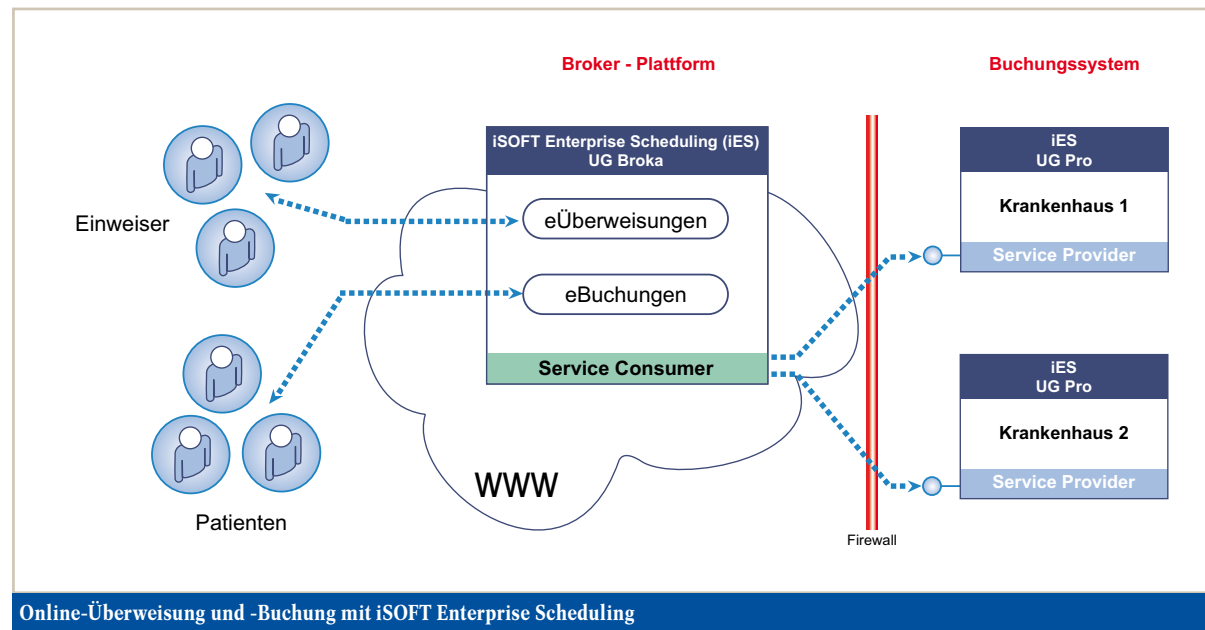 Broker - Plattform
Buchungssystem
iSOFT Enterprise Scheduling (iES)
UG Broka
eÜberweisungen
eBuchungen
Service Consumer
Einweiser
Patienten
WWW
Firewall
iES
UG Pro
Krankenhaus 1
Service Provider
iES
UG Pro
Krankenhaus 2
Service Provider
Online-Überweisung und -Buchung mit iSOFT Enterprise Scheduling